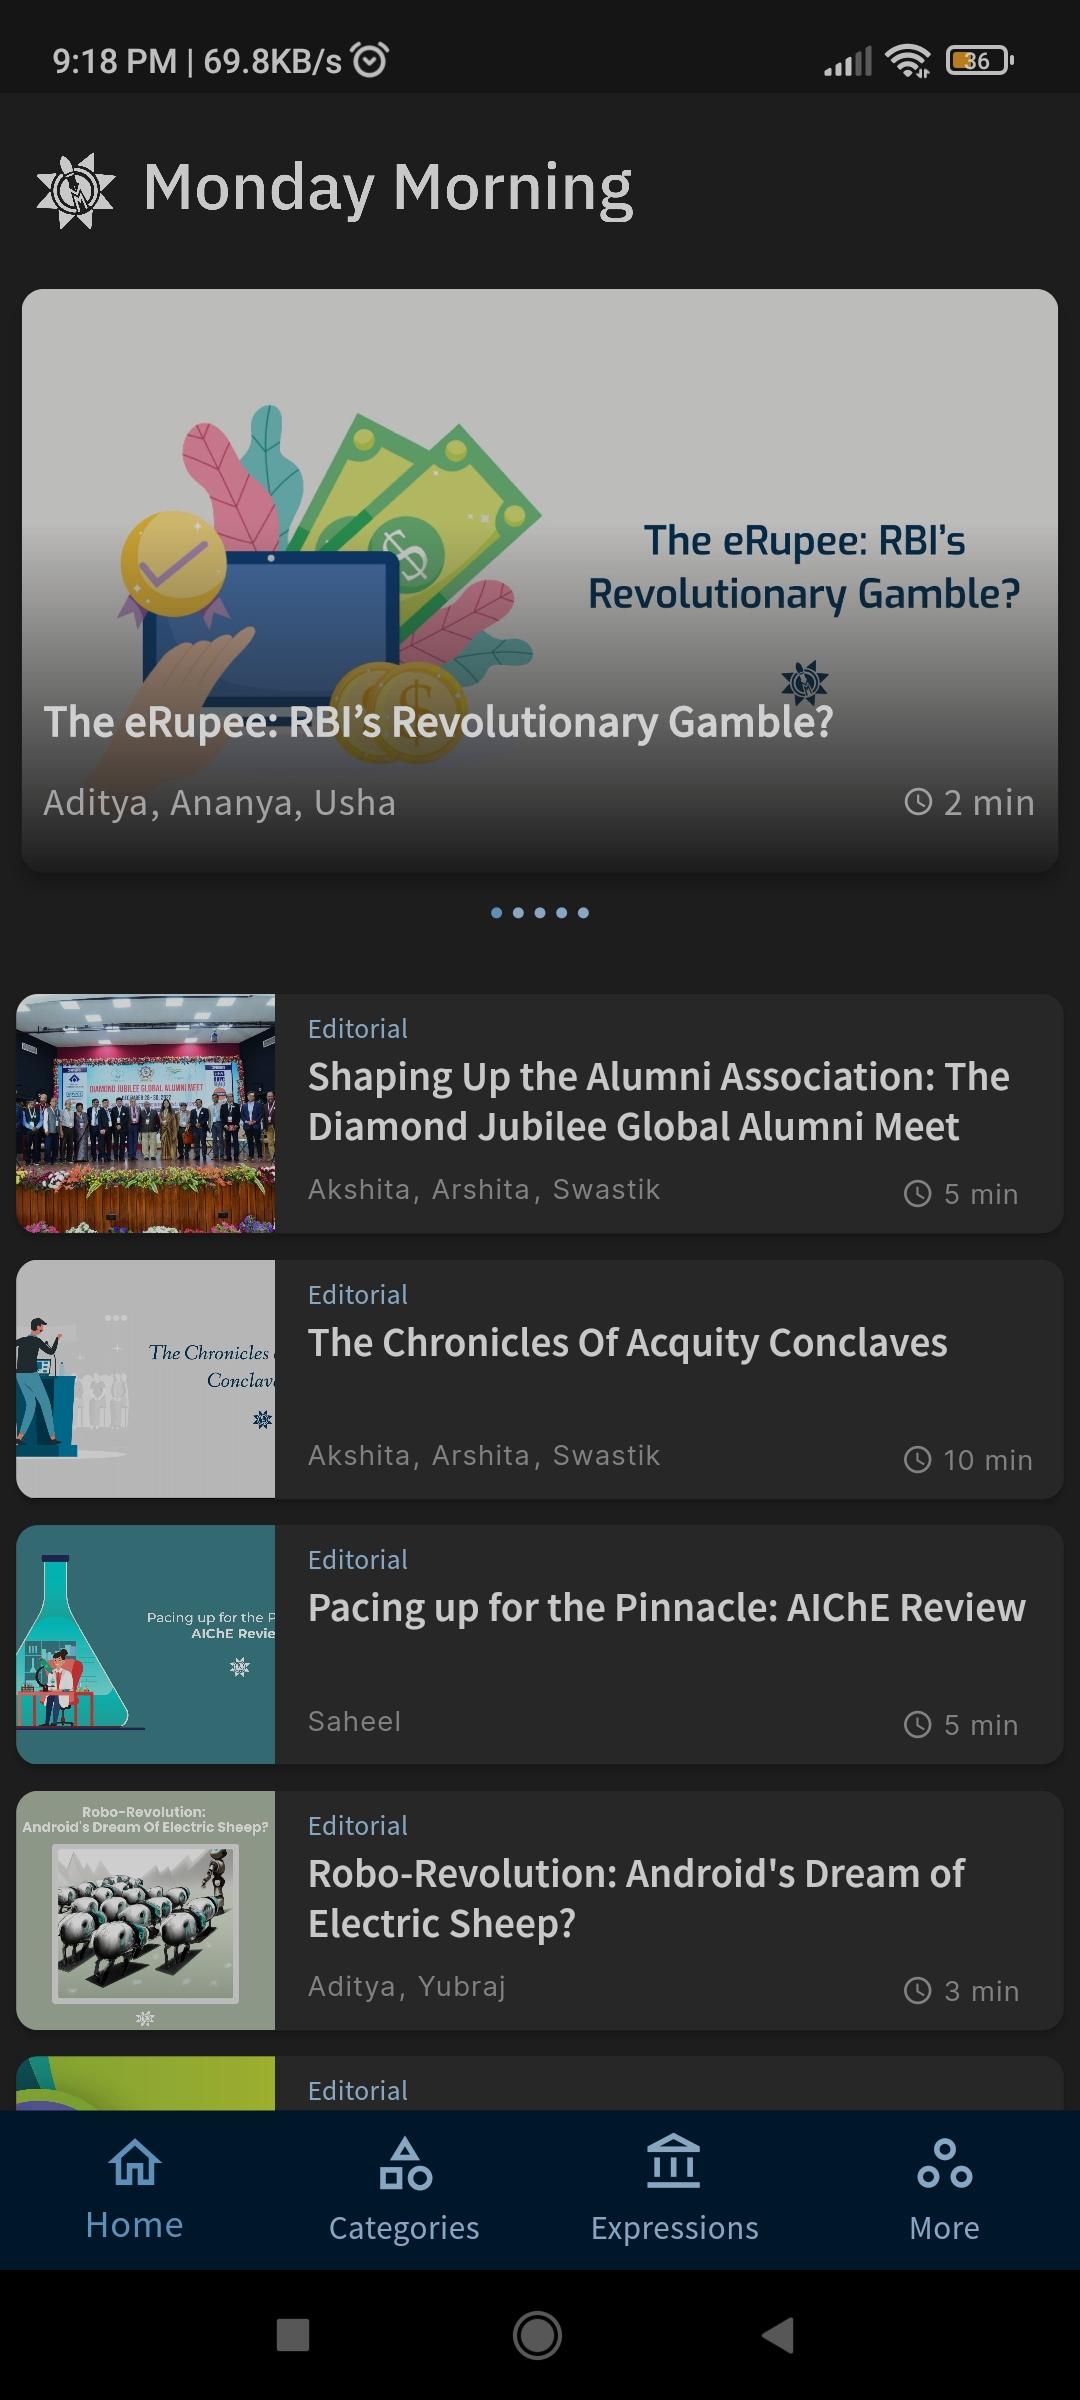 9:18 PM | 69.8KB/s
36
Monday Morning
The eRupee: RBI's
Revolutionary Gamble?
The eRupee: RBI's Revolutionary Gamble?
Aditya, Ananya, Usha
2 min
DIAMOND JUBILEE GLOBAL ALUMNI MEET
Editorial
Shaping Up the Alumni Association: The
Diamond Jubilee Global Alumni Meet
Akshita, Arshita, Swastik
5 min
The Chronicles
Editorial
The Chronicles Of Acquity Conclaves
Akshita, Arshita, Swastik
10 min
Pacing up for the P
AIChE Revie
Editorial
Pacing up for the Pinnacle: AIChE Review
Saheel
5 min
Robo-Revolution:
Android's Dream Of Electric Sheep?
Editorial
Robo-Revolution: Android's Dream of
Electric Sheep?
Aditya, Yubraj
3 min
Editorial
Home
Categories
Expressions
More